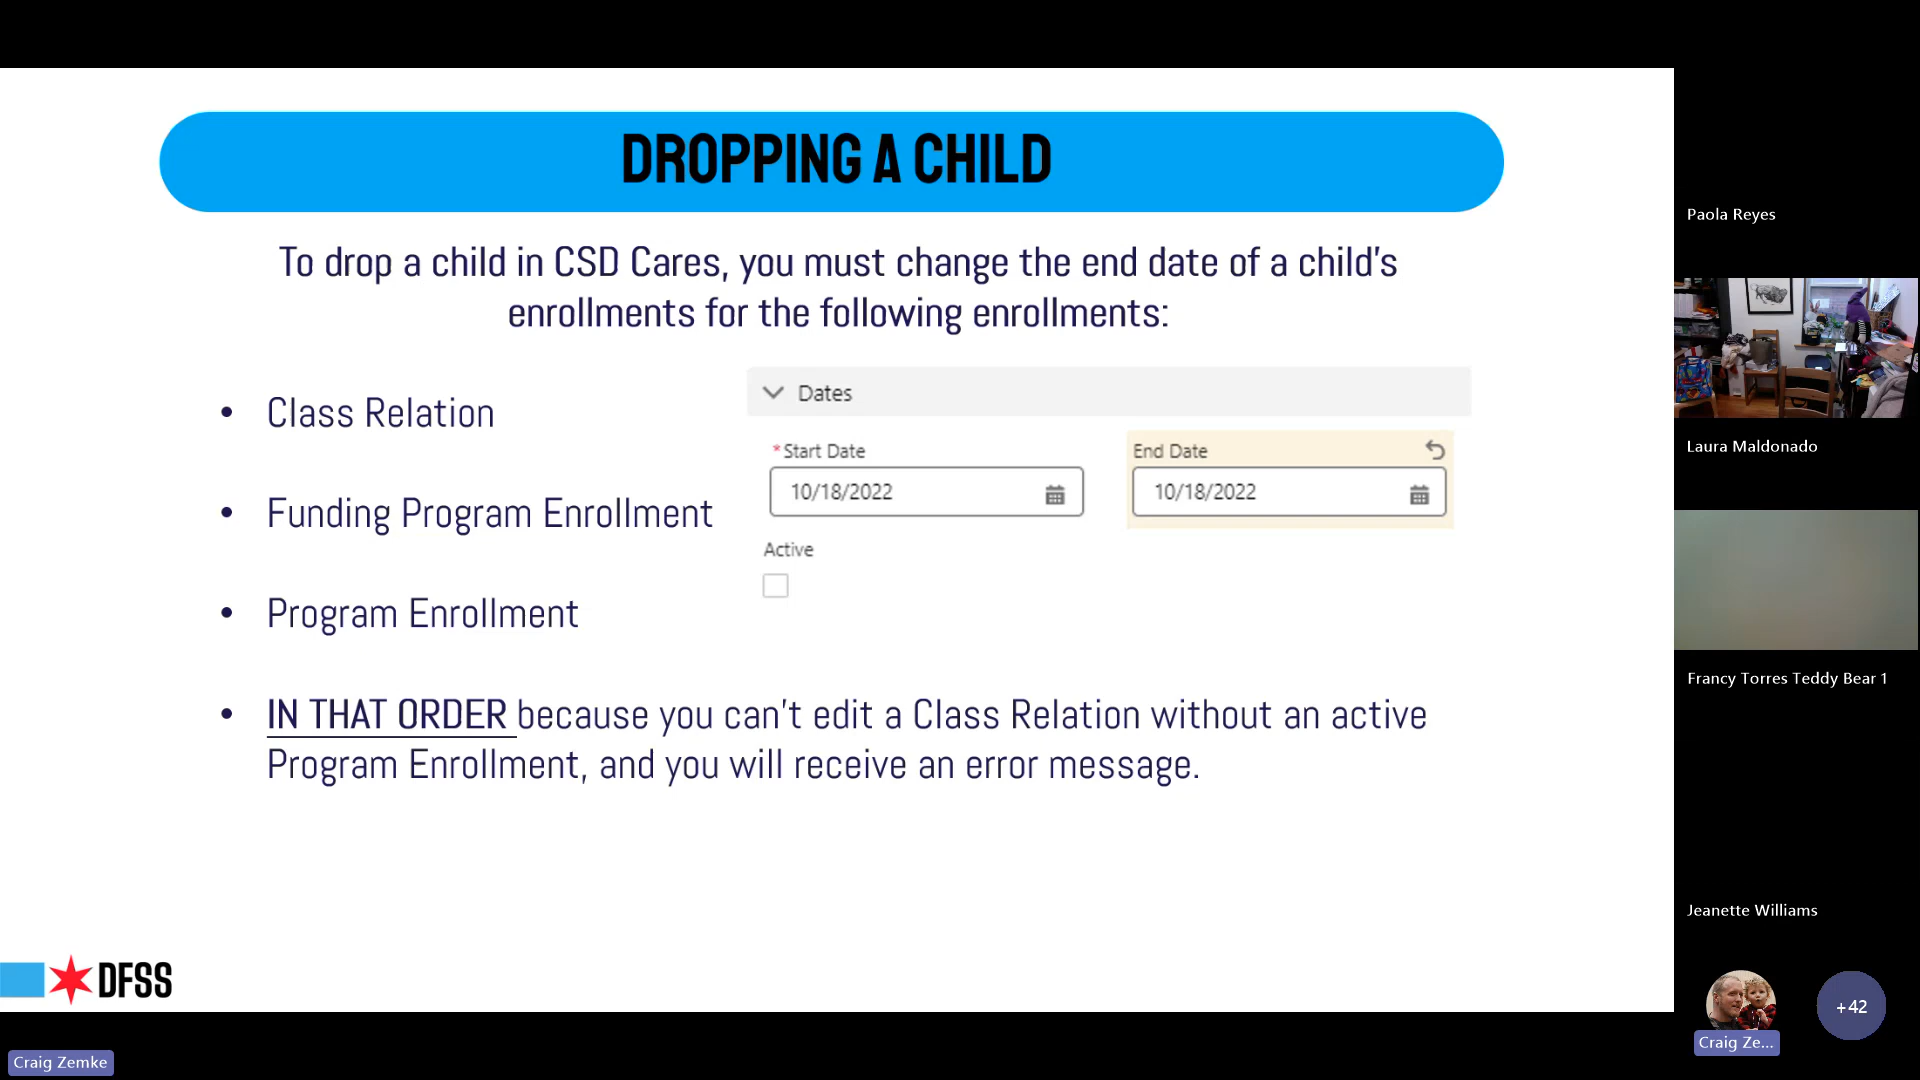 DROPPING A CHILD
To drop a child in CSD Cares, you must change the end date of a child's
enrollments for the following enrollments:
• Class Relation
• Funding Program Enrollment
• Program Enrollment
• IN THAT ORDER because you can't edit a Class Relation without an active
Program Enrollment, and you will receive an error message.
Dates
*Start Date
10/18/2022
End Date
10/18/2022
Active
DFSS
Craig Zemke
Paola Reyes
Laura Maldonado
Francy Torres Teddy Bear 1
Jeanette Williams
Craig Ze...
+42